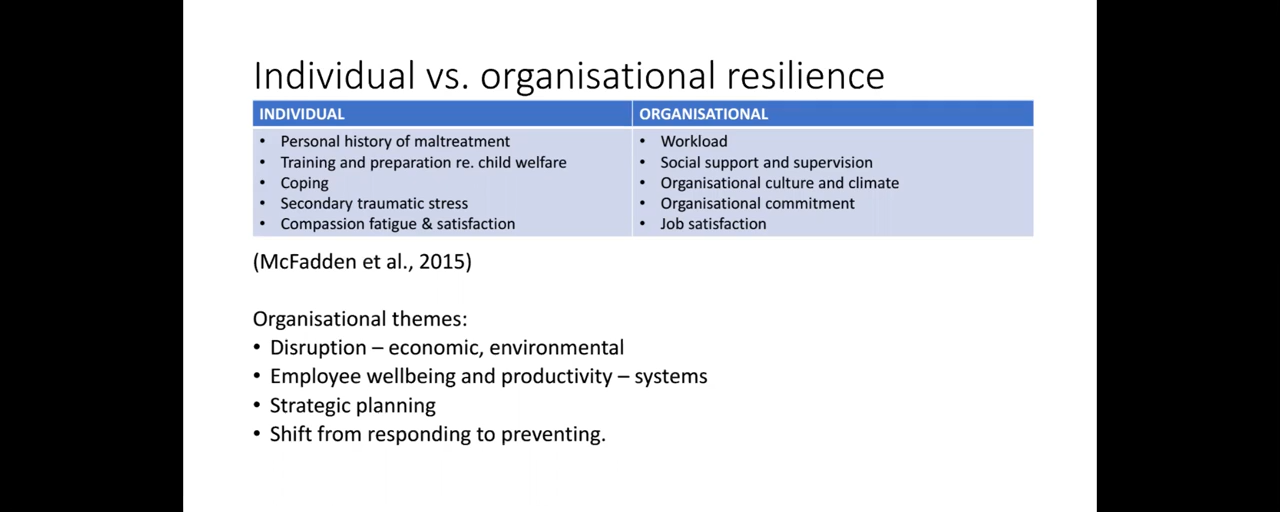 Individual vs. organisational resilience
INDIVIDUAL
• Personal history of maltreatment
• Training and preparation re. child welfare
• Coping
• Secondary traumatic stress
• Compassion fatigue & satisfaction
ORGANISATIONAL
• Workload
• Social support and supervision
• Organisational culture and climate
• Organisational commitment
• Job satisfaction
(McFadden et al., 2015)
Organisational themes:
• Disruption – economic, environmental
• Employee wellbeing and productivity – systems
• Strategic planning
• Shift from responding to preventing.